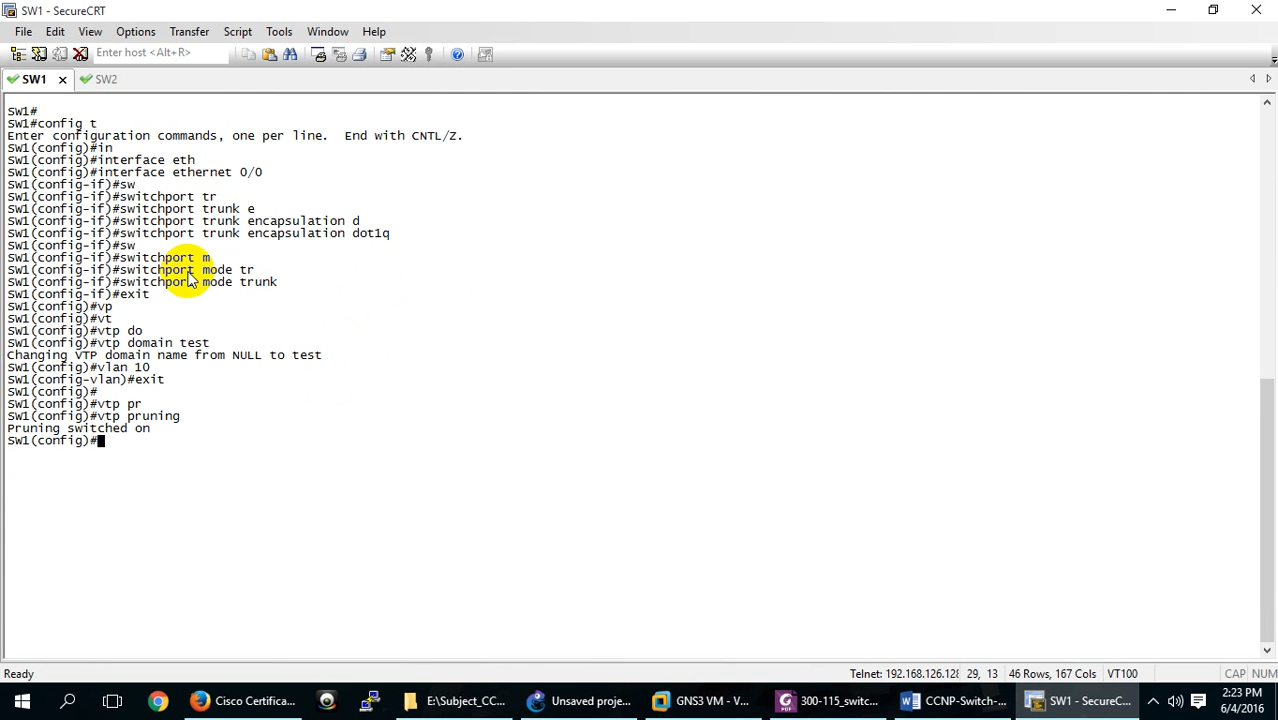 SW1 - SecureCRT
File Edit View Options Transfer Script Tools Window Help
Enter host <Alt+R>
SW1 SW2
SW1#
SW1#config t
Enter configuration commands, one per line.  End with CNTL/Z.
SW1(config)#in
SW1(config)#interface eth
SW1(config)#interface ethernet 0/0
SW1(config-if)#sw
SW1(config-if)#switchport tr
SW1(config-if)#switchport trunk e
SW1(config-if)#switchport trunk encapsulation d
SW1(config-if)#switchport trunk encapsulation dot1q
SW1(config-if)#sw
SW1(config-if)#switchport m
SW1(config-if)#switchport mode tr
SW1(config-if)#switchport mode trunk
SW1(config-if)#exit
SW1(config)#vp
SW1(config)#vt
SW1(config)#vtp do
SW1(config)#vtp domain test
Changing VTP domain name from NULL to test
SW1(config)#vlan 10
SW1(config-vlan)#exit
SW1(config)#
SW1(config)#vtp pr
SW1(config)#vtp pruning
Pruning switched on
SW1(config)#
Ready Telnet: 192.168.126.128 29, 13 46 Rows, 167 Cols VT100 CAP NUM
Cisco Certifica... E:\Subject_CC... Unsaved proje... GNS3 VM - V... 300-115_switc... CCNP-Switch-... SW1 - SecureC... 2:23 PM
6/4/2016